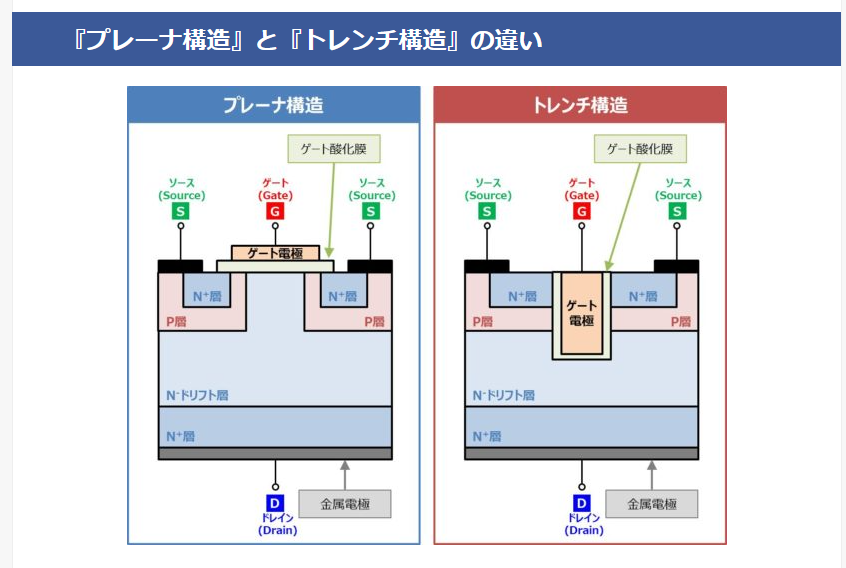 『プレーナ構造』と『トレンチ構造』の違い
プレーナ構造
ゲート酸化膜
ソース
(Source)
S
ゲート
(Gate)
G
ソース
(Source)
S
ゲート電極
N⁺層
N⁺層
P層
P層
N⁻ドリフト層
N⁺層
D
ドレイン
(Drain)
金属電極
トレンチ構造
ゲート酸化膜
ソース
(Source)
S
ゲート
(Gate)
G
ソース
(Source)
S
N⁺層
ゲート
電極
N⁺層
P層
P層
N⁻ドリフト層
N⁺層
D
ドレイン
(Drain)
金属電極